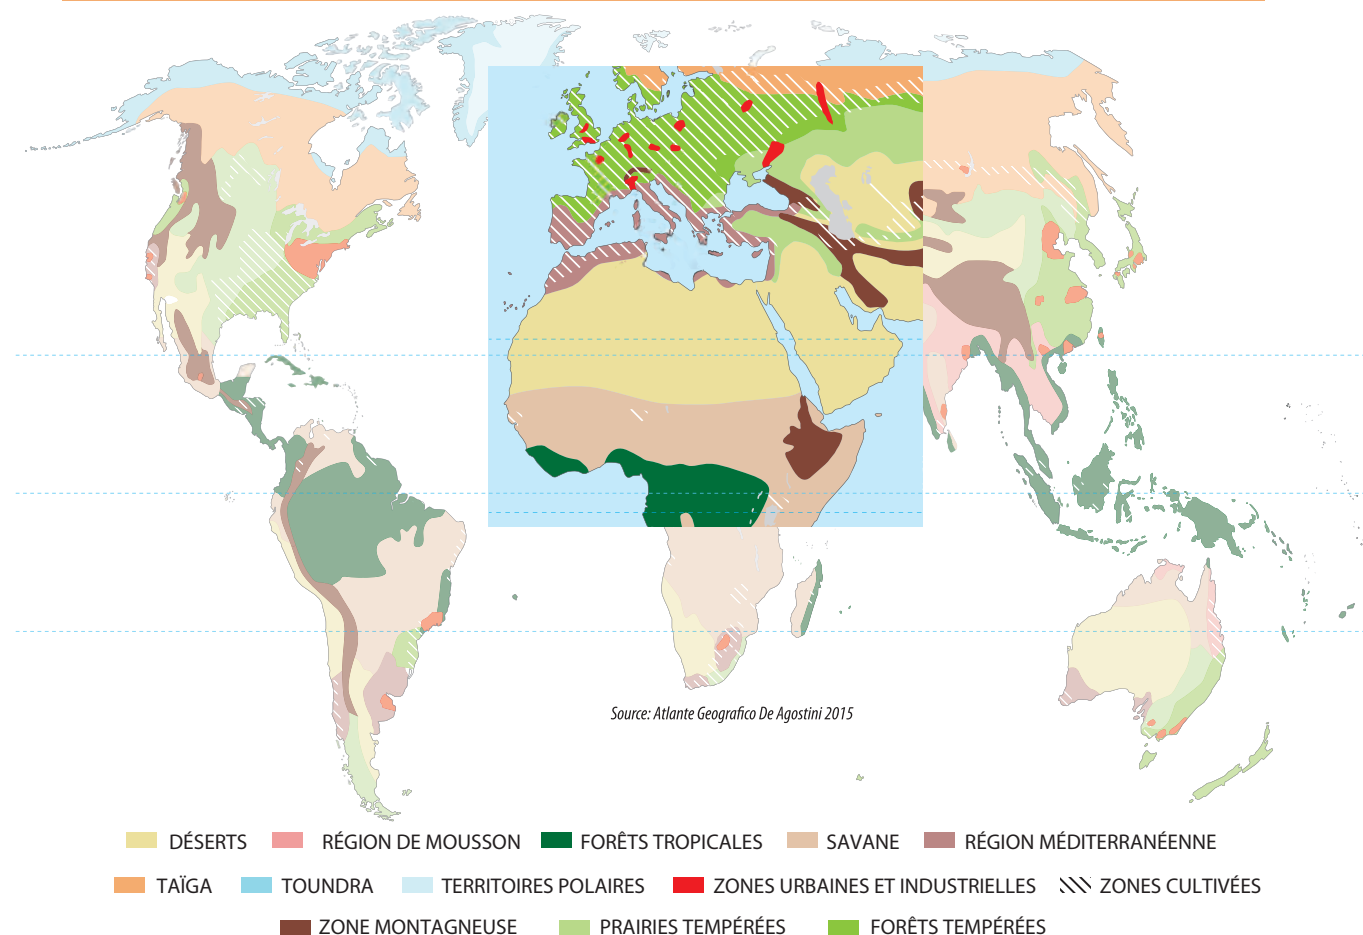 Source: Atlante Geografico De Agostini 2015
DÉSERTS RÉGION DE MOUSSON FORÊTS TROPICALES SAVANE RÉGION MÉDITERRANÉENNE
TAÏGA TOUNDRA TERRITOIRES POLAIRES ZONES URBAINES ET INDUSTRIELLES ZONES CULTIVÉES
ZONE MONTAGNEUSE PRAIRIES TEMPÉRÉES FORÊTS TEMPÉRÉES